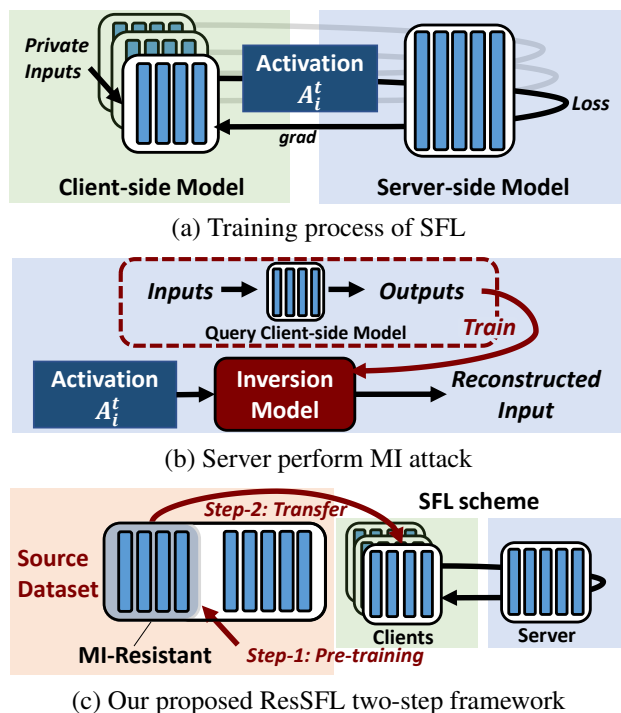 Private
Inputs
Activation
A_i^t
Loss
grad
Client-side Model
Server-side Model
(a) Training process of SFL
Inputs
Outputs
Query Client-side Model
Train
Activation
A_i^t
Inversion
Model
Reconstructed
Input
(b) Server perform MI attack
Step-2: Transfer
SFL scheme
Source
Dataset
Clients
Server
MI-Resistant
Step-1: Pre-training
(c) Our proposed ResSFL two-step framework